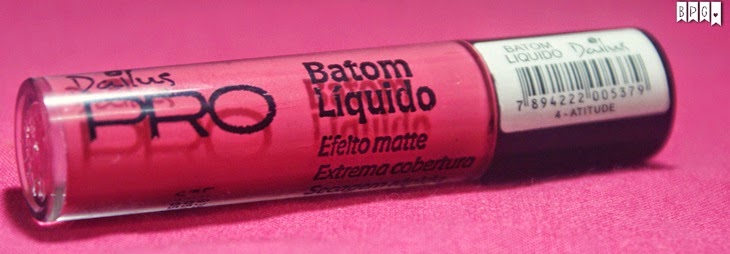 Dailus
PRO
Batom
Líquido
Efeito matte
Extrema cobertura
BATOM
LIQUIDO Dailus
7 894222 005379
4 - ATITUDE
BPG